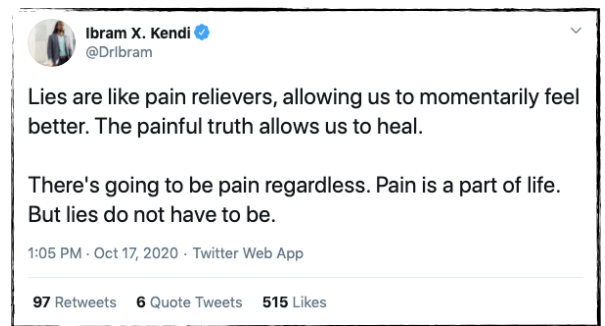 Ibram X. Kendi
@DrIbram
Lies are like pain relievers, allowing us to momentarily feel
better. The painful truth allows us to heal.
There's going to be pain regardless. Pain is a part of life.
But lies do not have to be.
1:05 PM · Oct 17, 2020 · Twitter Web App
97 Retweets 6 Quote Tweets 515 Likes